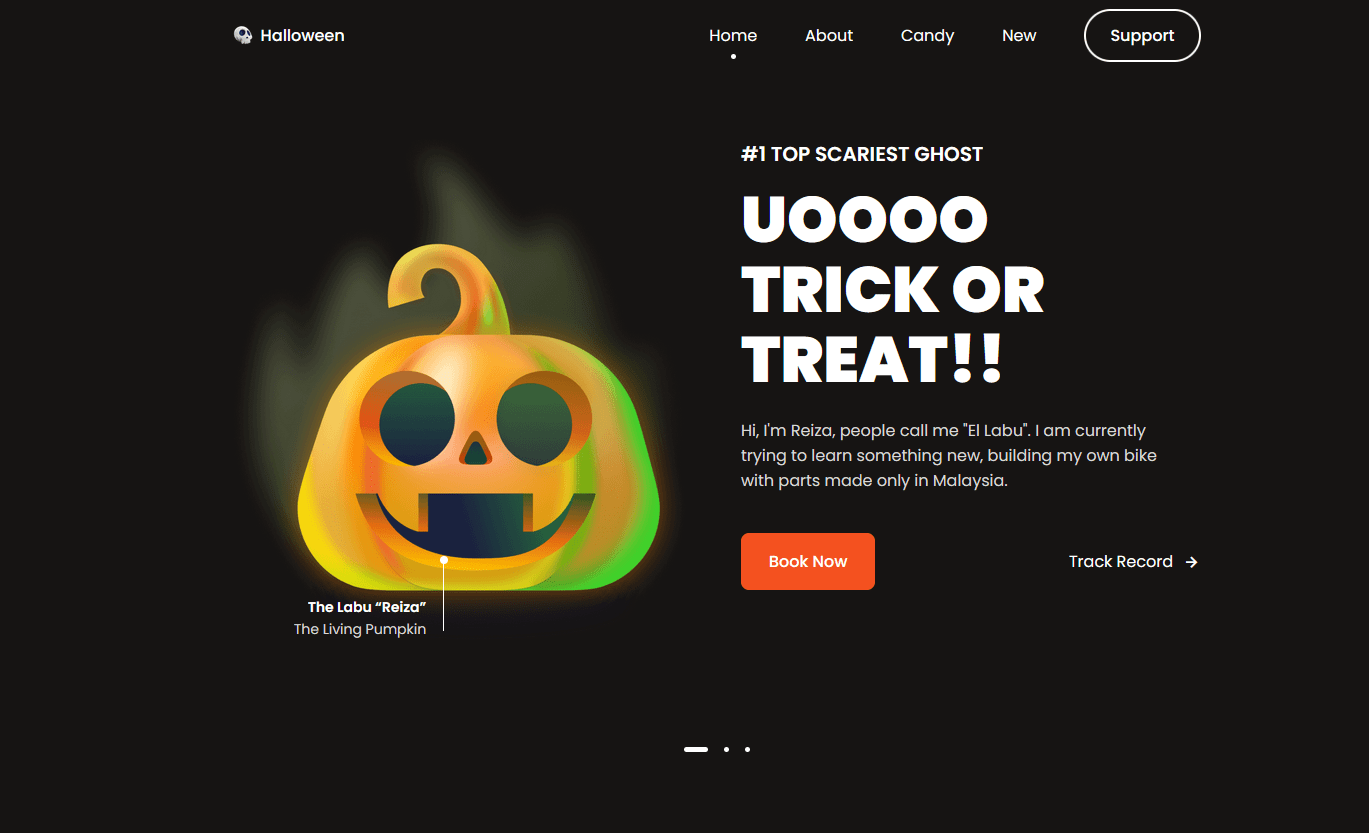 Halloween
Home
About
Candy
New
Support
#1 TOP SCARIEST GHOST
UOOOO
TRICK OR
TREAT!!
Hi, I'm Reiza, people call me "El Labu". I am currently
trying to learn something new, building my own bike
with parts made only in Malaysia.
Book Now
Track Record
The Labu “Reiza”
The Living Pumpkin